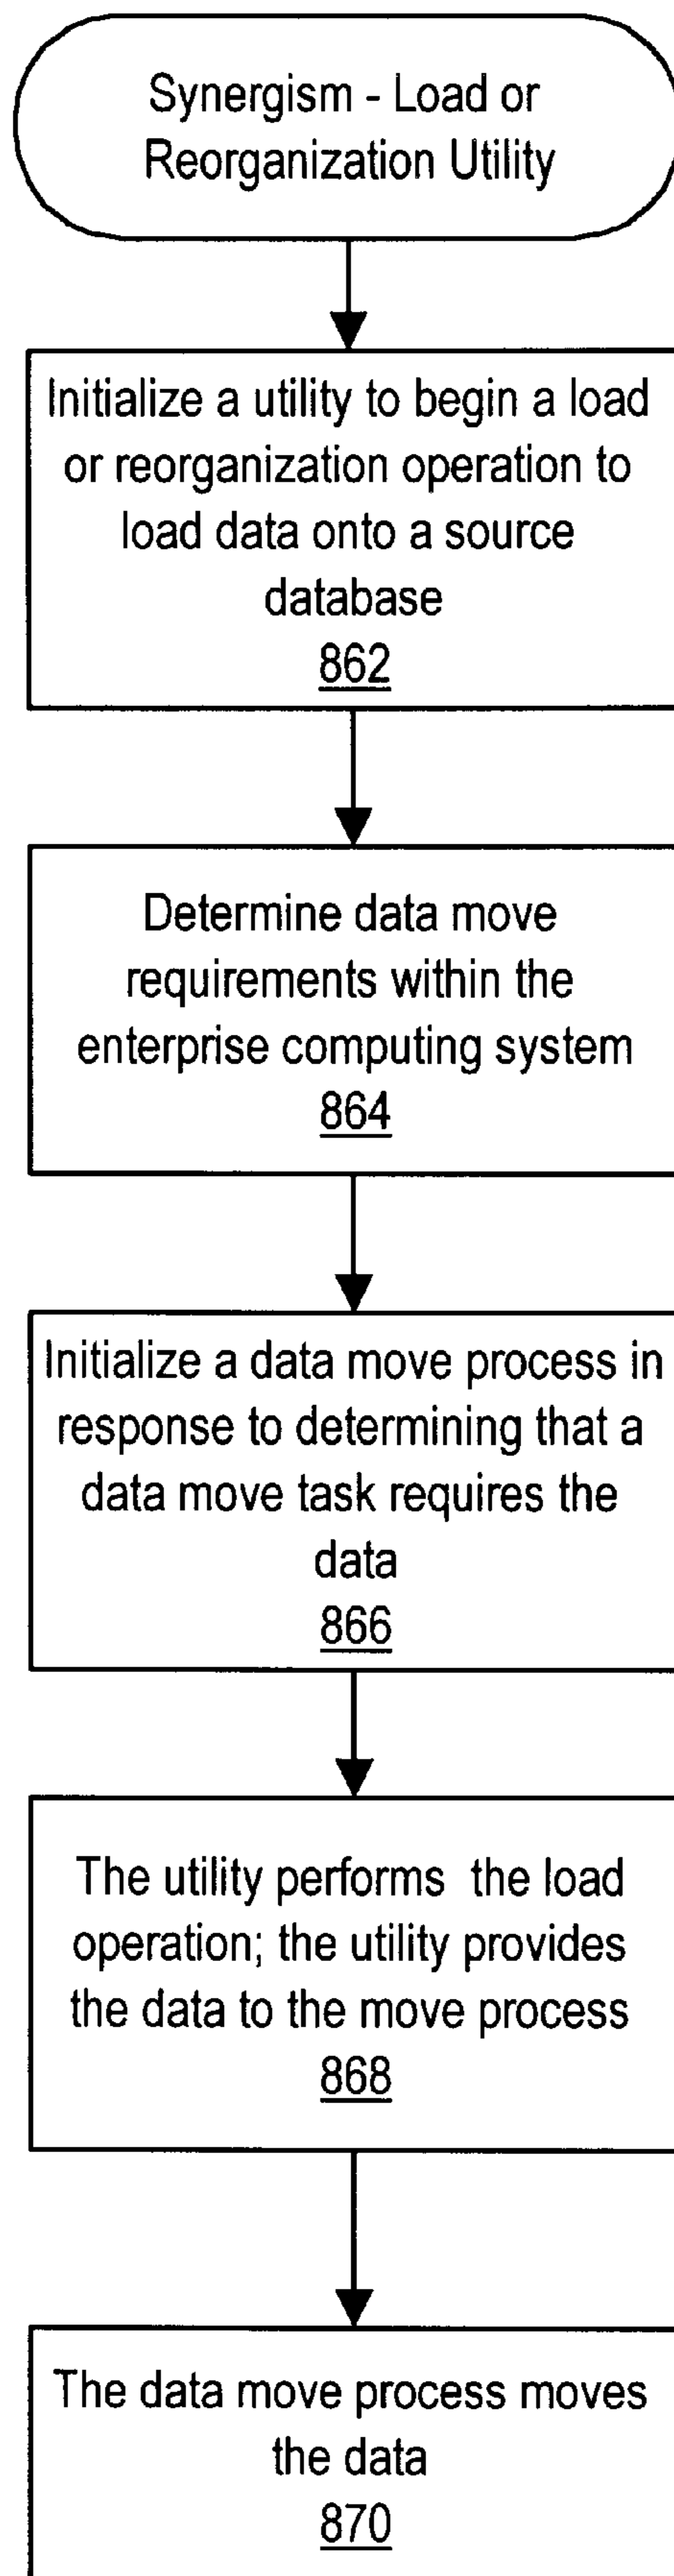 Synergism - Load or
Reorganization Utility
Initialize a utility to begin a load
or reorganization operation to
load data onto a source
database
862
Determine data move
requirements within the
enterprise computing system
864
Initialize a data move process in
response to determining that a
data move task requires the
data
866
The utility performs the load
operation; the utility provides
the data to the move process
868
The data move process moves
the data
870